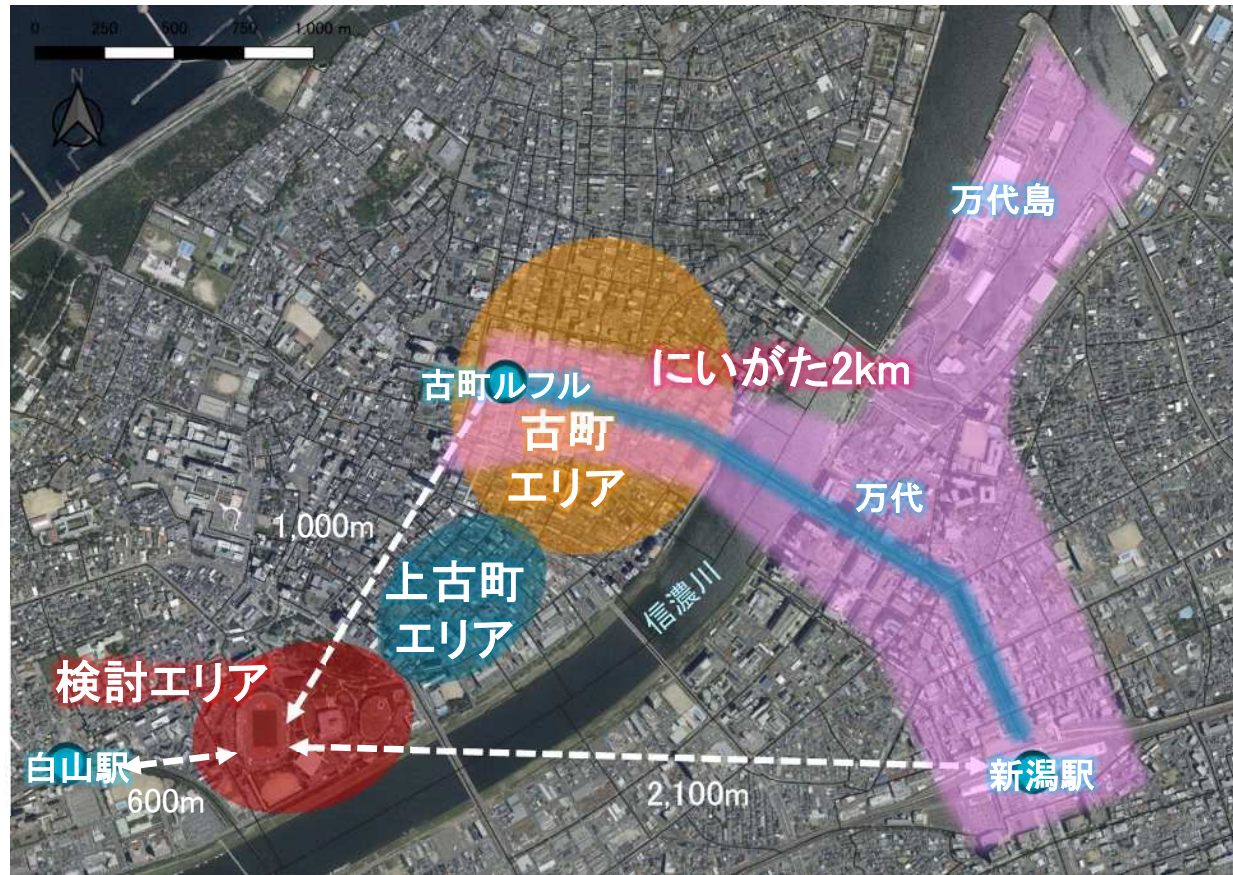 0 250 500 750 1,000 m
N
万代島
にいがた2km
古町ルフル
古町
エリア
万代
1,000m
上古町
エリア
信濃川
検討エリア
白山駅
600m
2,100m
新潟駅